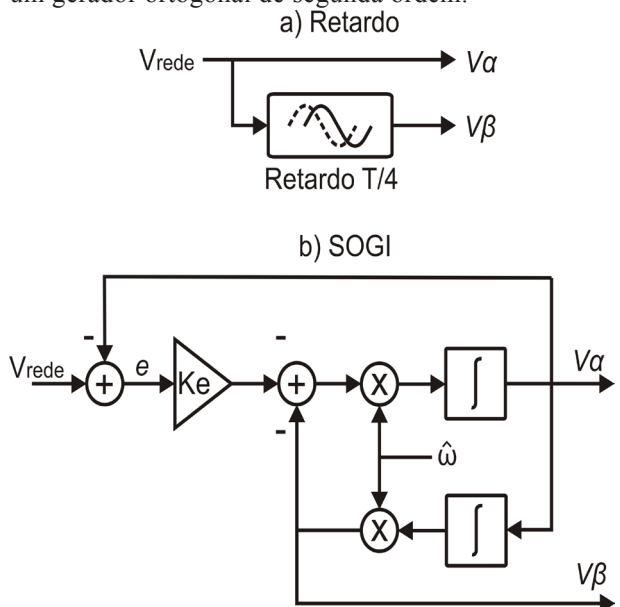 um gerador ortogonal de segunda ordem.
a) Retardo
Vrede
Vα
Vβ
Retardo T/4
b) SOGI
-
-
Vrede
+
e
Ke
+
X
∫
Vα
-
ω̂
X
∫
Vβ